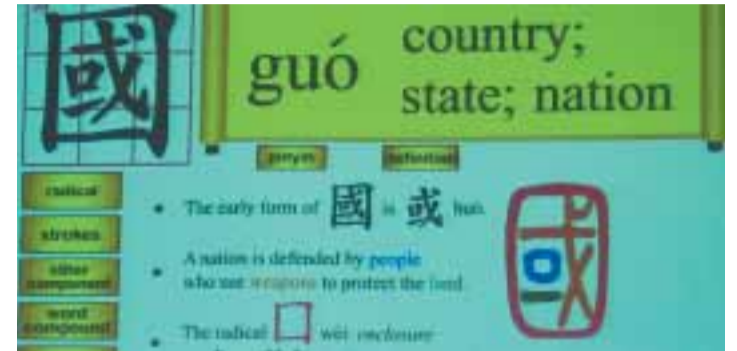 國
guó
country;
state; nation
pinyin
definition
radical
strokes
other
component
word
compound
• The early form of 國 is 或 huò.
• A nation is defended by people
who use weapons to protect the land.
• The radical 囗 wéi enclosure